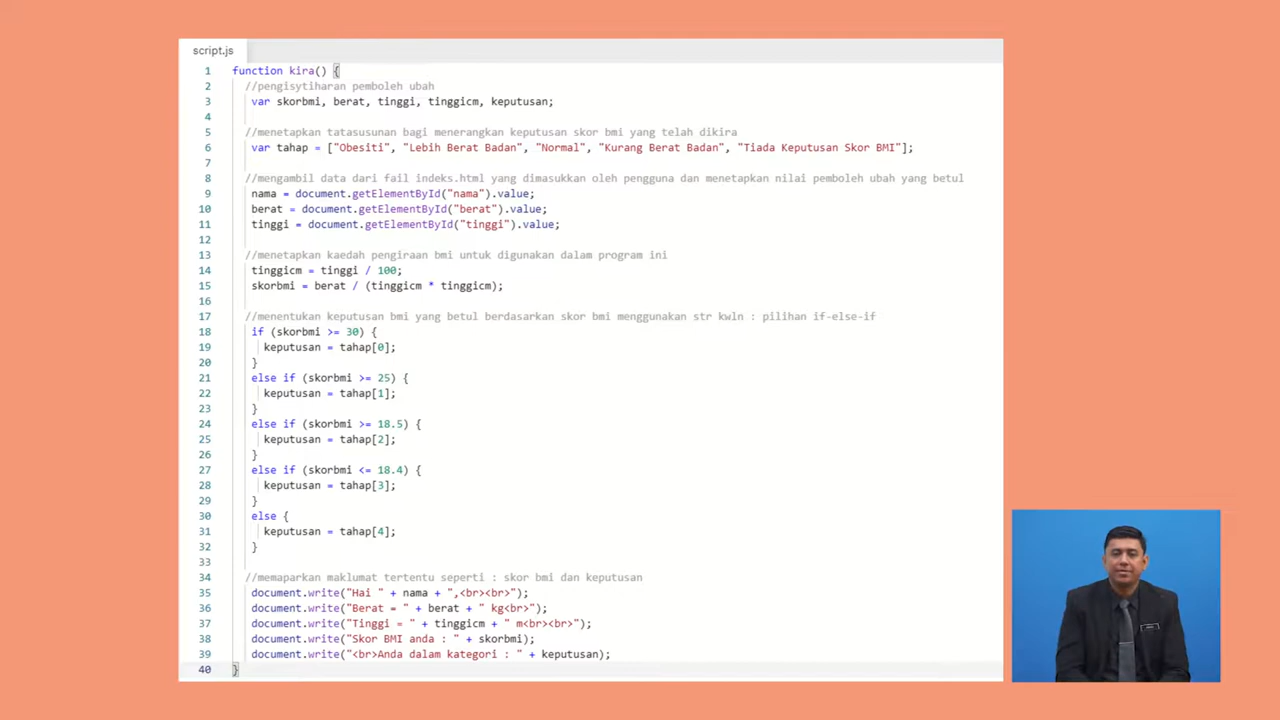 script.js
1 function kira() {
2 //pengisytiharan pemboleh ubah
3 var skorbmi, berat, tinggi, tinggicm, keputusan;
4
5 //menetapkan tatasusunan bagi menerangkan keputusan skor bmi yang telah dikira
6 var tahap = ["Obesiti", "Lebih Berat Badan", "Normal", "Kurang Berat Badan", "Tiada Keputusan Skor BMI"];
7
8 //mengambil data dari fail indeks.html yang dimasukkan oleh pengguna dan menetapkan nilai pemboleh ubah yang betul
9 nama = document.getElementById("nama").value;
10 berat = document.getElementById("berat").value;
11 tinggi = document.getElementById("tinggi").value;
12
13 //menetapkan kaedah pengiraan bmi untuk digunakan dalam program ini
14 tinggicm = tinggi / 100;
15 skorbmi = berat / (tinggicm * tinggicm);
16
17 //menentukan keputusan bmi yang betul berdasarkan skor bmi menggunakan str kwln : pilihan if-else-if
18 if (skorbmi >= 30) {
19 keputusan = tahap[0];
20 }
21 else if (skorbmi >= 25) {
22 keputusan = tahap[1];
23 }
24 else if (skorbmi >= 18.5) {
25 keputusan = tahap[2];
26 }
27 else if (skorbmi <= 18.4) {
28 keputusan = tahap[3];
29 }
30 else {
31 keputusan = tahap[4];
32 }
33
34 //memaparkan maklumat tertentu seperti : skor bmi dan keputusan
35 document.write("Hai " + nama + ",<br><br>");
36 document.write("Berat = " + berat + " kg<br>");
37 document.write("Tinggi = " + tinggicm + " m<br><br>");
38 document.write("Skor BMI anda : " + skorbmi);
39 document.write("<br>Anda dalam kategori : " + keputusan);
40 }